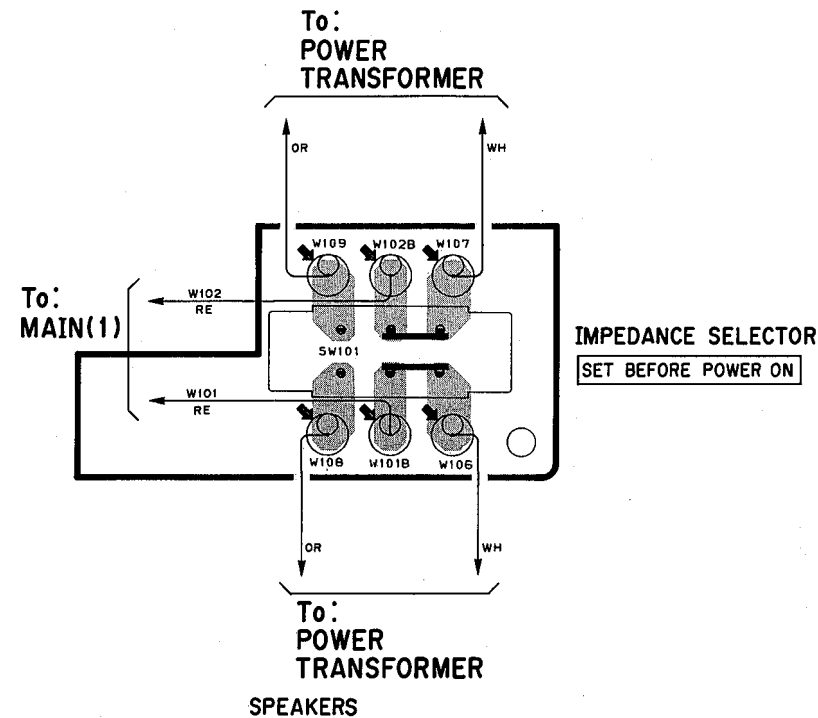 To:
POWER
TRANSFORMER
OR
WH
W109
W102B
W107
To:
MAIN(1)
W102
RE
SW101
IMPEDANCE SELECTOR
SET BEFORE POWER ON
W101
RE
W108
W101B
W106
OR
WH
To:
POWER
TRANSFORMER
SPEAKERS